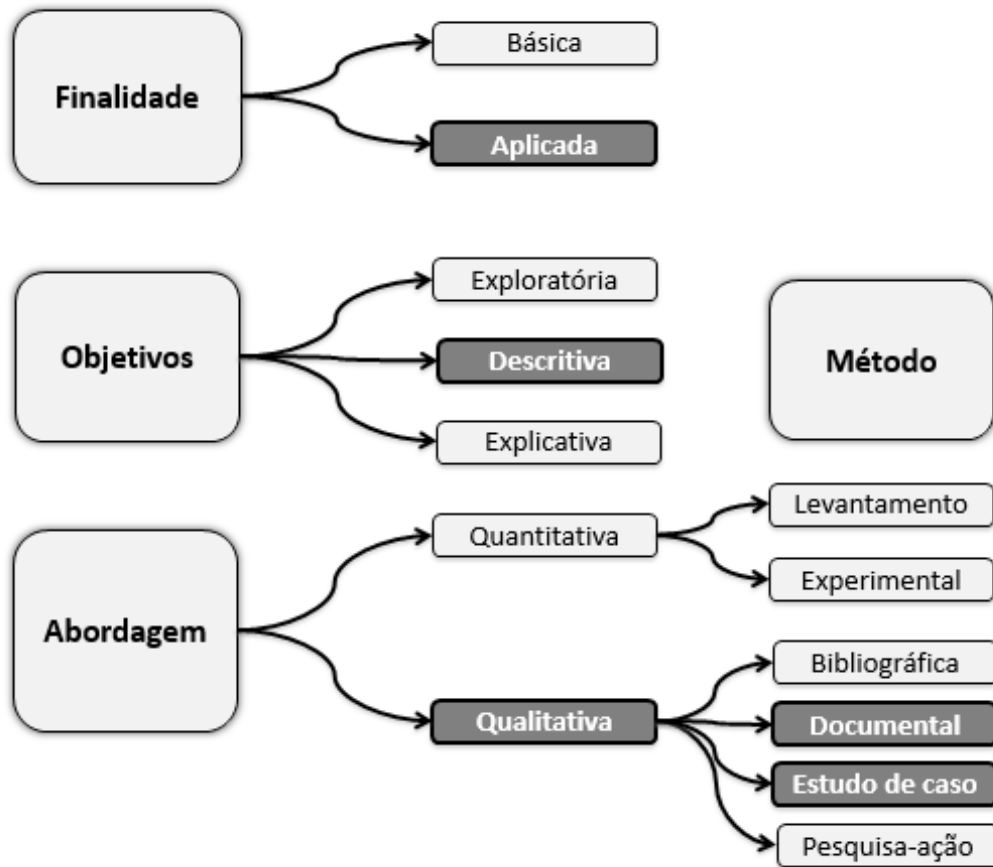 Básica
Finalidade
Aplicada
Exploratória
Objetivos
Descritiva
Método
Explicativa
Levantamento
Quantitativa
Experimental
Abordagem
Bibliográfica
Qualitativa
Documental
Estudo de caso
Pesquisa-ação